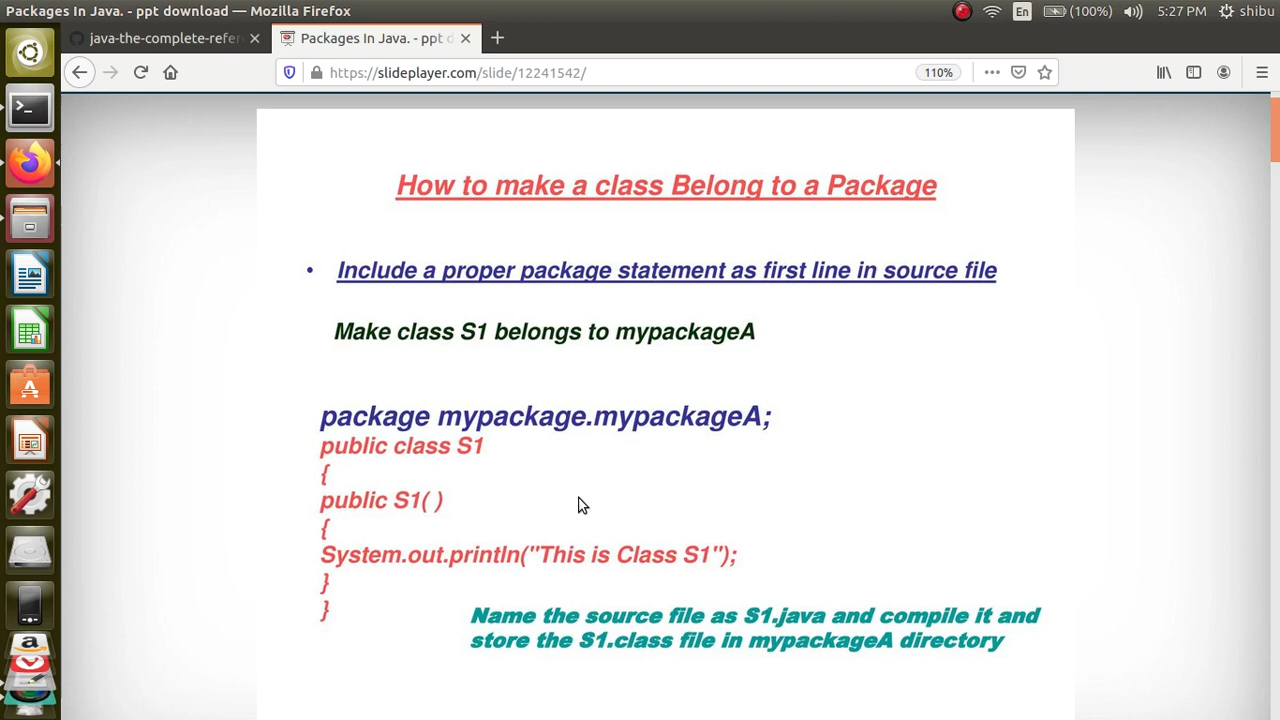 Packages In Java. - ppt download — Mozilla Firefox
En
(100%)
5:27 PM
shibu
java-the-complete-refer
Packages In Java. - ppt d
https://slideplayer.com/slide/12241542/
110%
How to make a class Belong to a Package
• Include a proper package statement as first line in source file
Make class S1 belongs to mypackageA
package mypackage.mypackageA;
public class S1
{
public S1( )
{
System.out.println("This is Class S1");
}
}
Name the source file as S1.java and compile it and
store the S1.class file in mypackageA directory